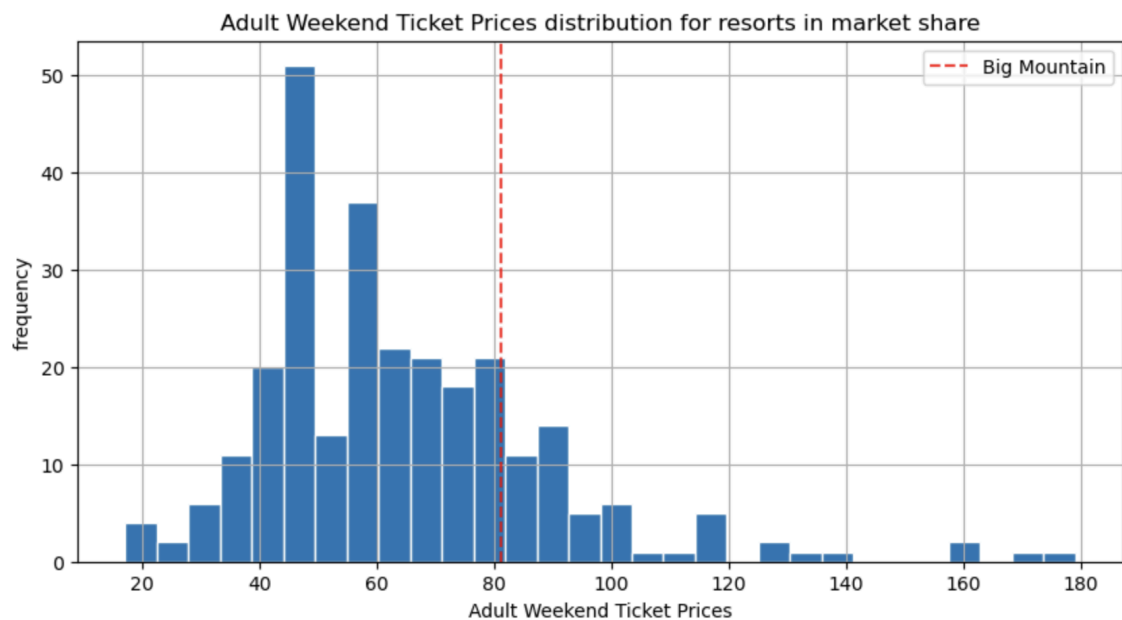 Adult Weekend Ticket Prices distribution for resorts in market share
Big Mountain
50
40
30
20
10
0
frequency
20 40 60 80 100 120 140 160 180
Adult Weekend Ticket Prices